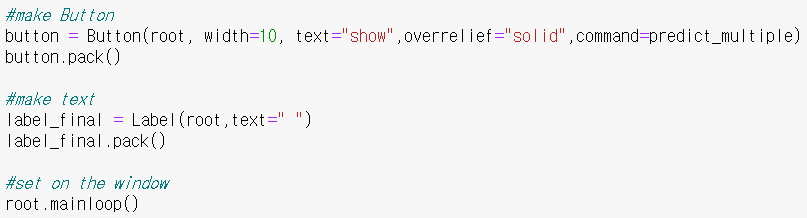 #make Button
button = Button(root, width=10, text="show",overrelief="solid",command=predict_multiple)
button.pack()
#make text
label_final = Label(root,text=" ")
label_final.pack()
#set on the window
root.mainloop()